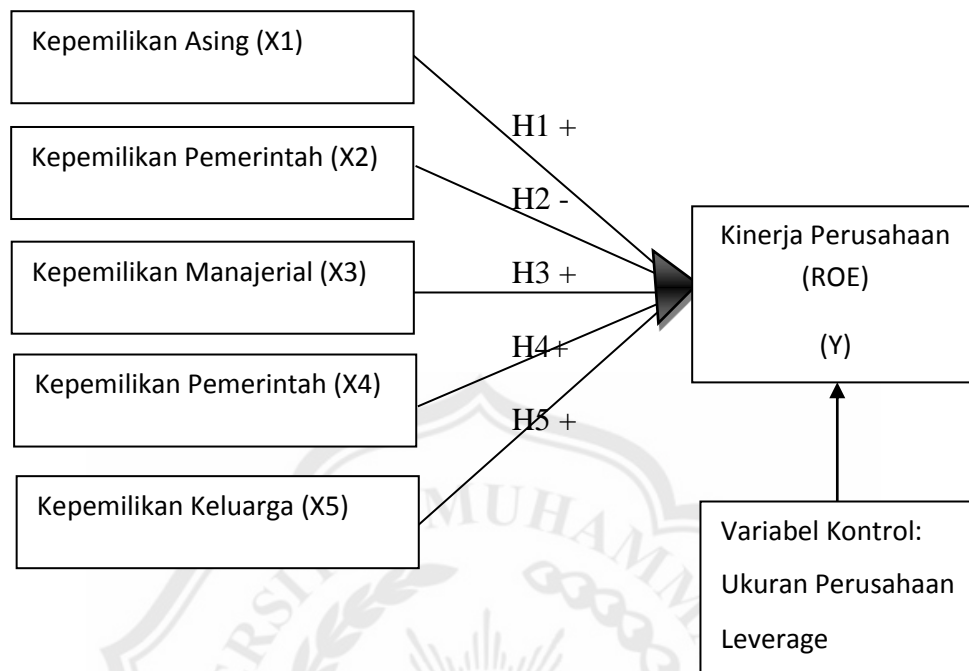 Kepemilikan Asing (X1)
H1 +
Kepemilikan Pemerintah (X2)
H2 -
Kepemilikan Manajerial (X3)
H3 +
Kepemilikan Pemerintah (X4)
H4+
Kepemilikan Keluarga (X5)
H5 +
Kinerja Perusahaan
(ROE)
(Y)
Variabel Kontrol:
Ukuran Perusahaan
Leverage